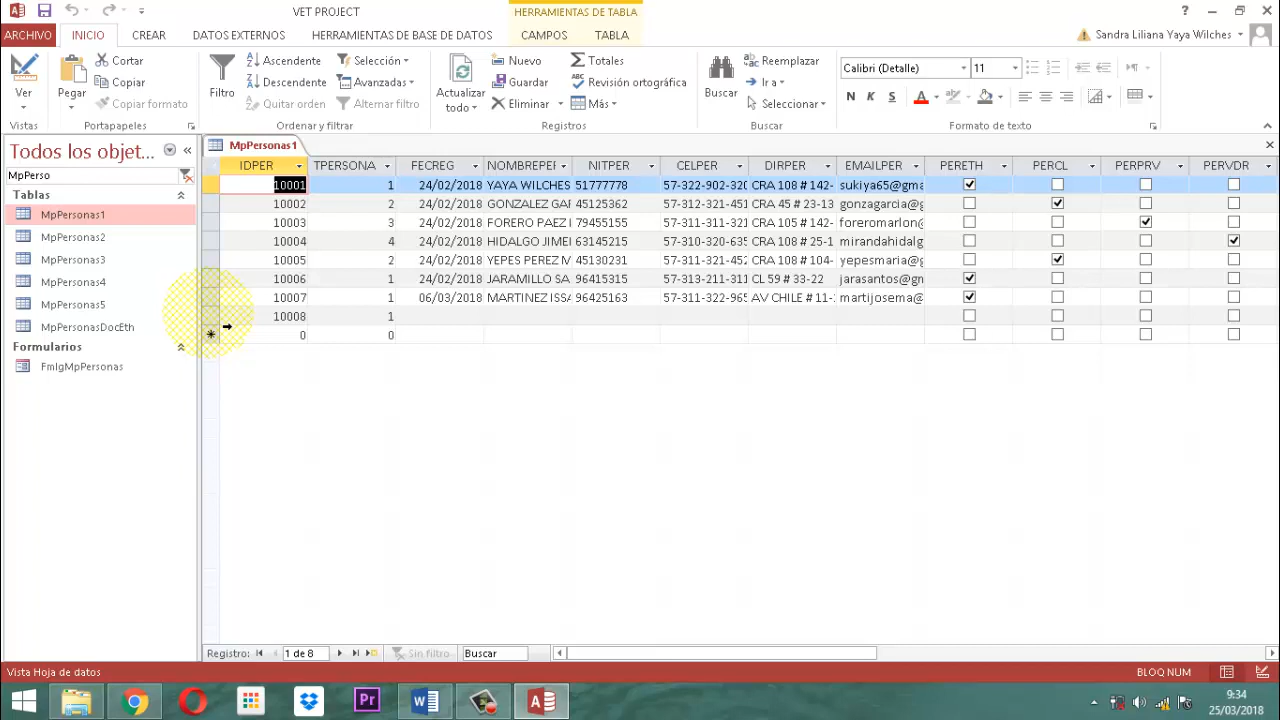 VET PROJECT
HERRAMIENTAS DE TABLA
ARCHIVO INICIO CREAR DATOS EXTERNOS HERRAMIENTAS DE BASE DE DATOS CAMPOS TABLA Sandra Liliana Yaya Wilches
Ver
Vistas
Pegar
Cortar
Copiar
Copiar formato
Portapapeles
Filtro
Ascendente
Descendente
Quitar orden
Selección
Avanzadas
Ordenar y filtrar
Actualizar todo
Nuevo
Guardar
Eliminar
Totales
Revisión ortográfica
Más
Registros
Buscar
Reemplazar
Ir a
Seleccionar
Buscar
Calibri (Detalle) 11
N K S A
Formato de texto
Todos los objet...
MpPerso
Tablas
MpPersonas1
MpPersonas2
MpPersonas3
MpPersonas4
MpPersonas5
MpPersonasDocEth
Formularios
FmIgMpPersonas
MpPersonas1
IDPER TPERSONA FECREG NOMBREPER NITPER CELPER DIRPER EMAILPER PERETH PERCL PERPRV PERVDR
10001 1 24/02/2018 YAYA WILCHES 51777778 57-322-902-320 CRA 108 # 142- sukiya65@gma
10002 2 24/02/2018 GONZALEZ GAR 45125362 57-312-321-451 CRA 45 # 23-13 gonzagarcia@g
10003 3 24/02/2018 FORERO PAEZ 79455155 57-311-321-451 CRA 105 # 142- foreromarlon@
10004 4 24/02/2018 HIDALGO JIMEI 63145215 57-310-320-635 CRA 108 # 25-1 mirandahidalg
10005 2 24/02/2018 YEPES PEREZ M 45130231 57-311-321-452 CRA 108 # 104- yepesmaria@g
10006 1 24/02/2018 JARAMILLO SA 96415315 57-313-211-311 CL 59 # 33-22 jarasantos@gn
10007 1 06/03/2018 MARTINEZ ISSA 96425163 57-311-322-965 AV CHILE # 11- martijosema@
10008 1
0 0
Registro: 1 de 8 Sin filtro Buscar
Vista Hoja de datos BLOQ NUM
Pr
9:34
25/03/2018